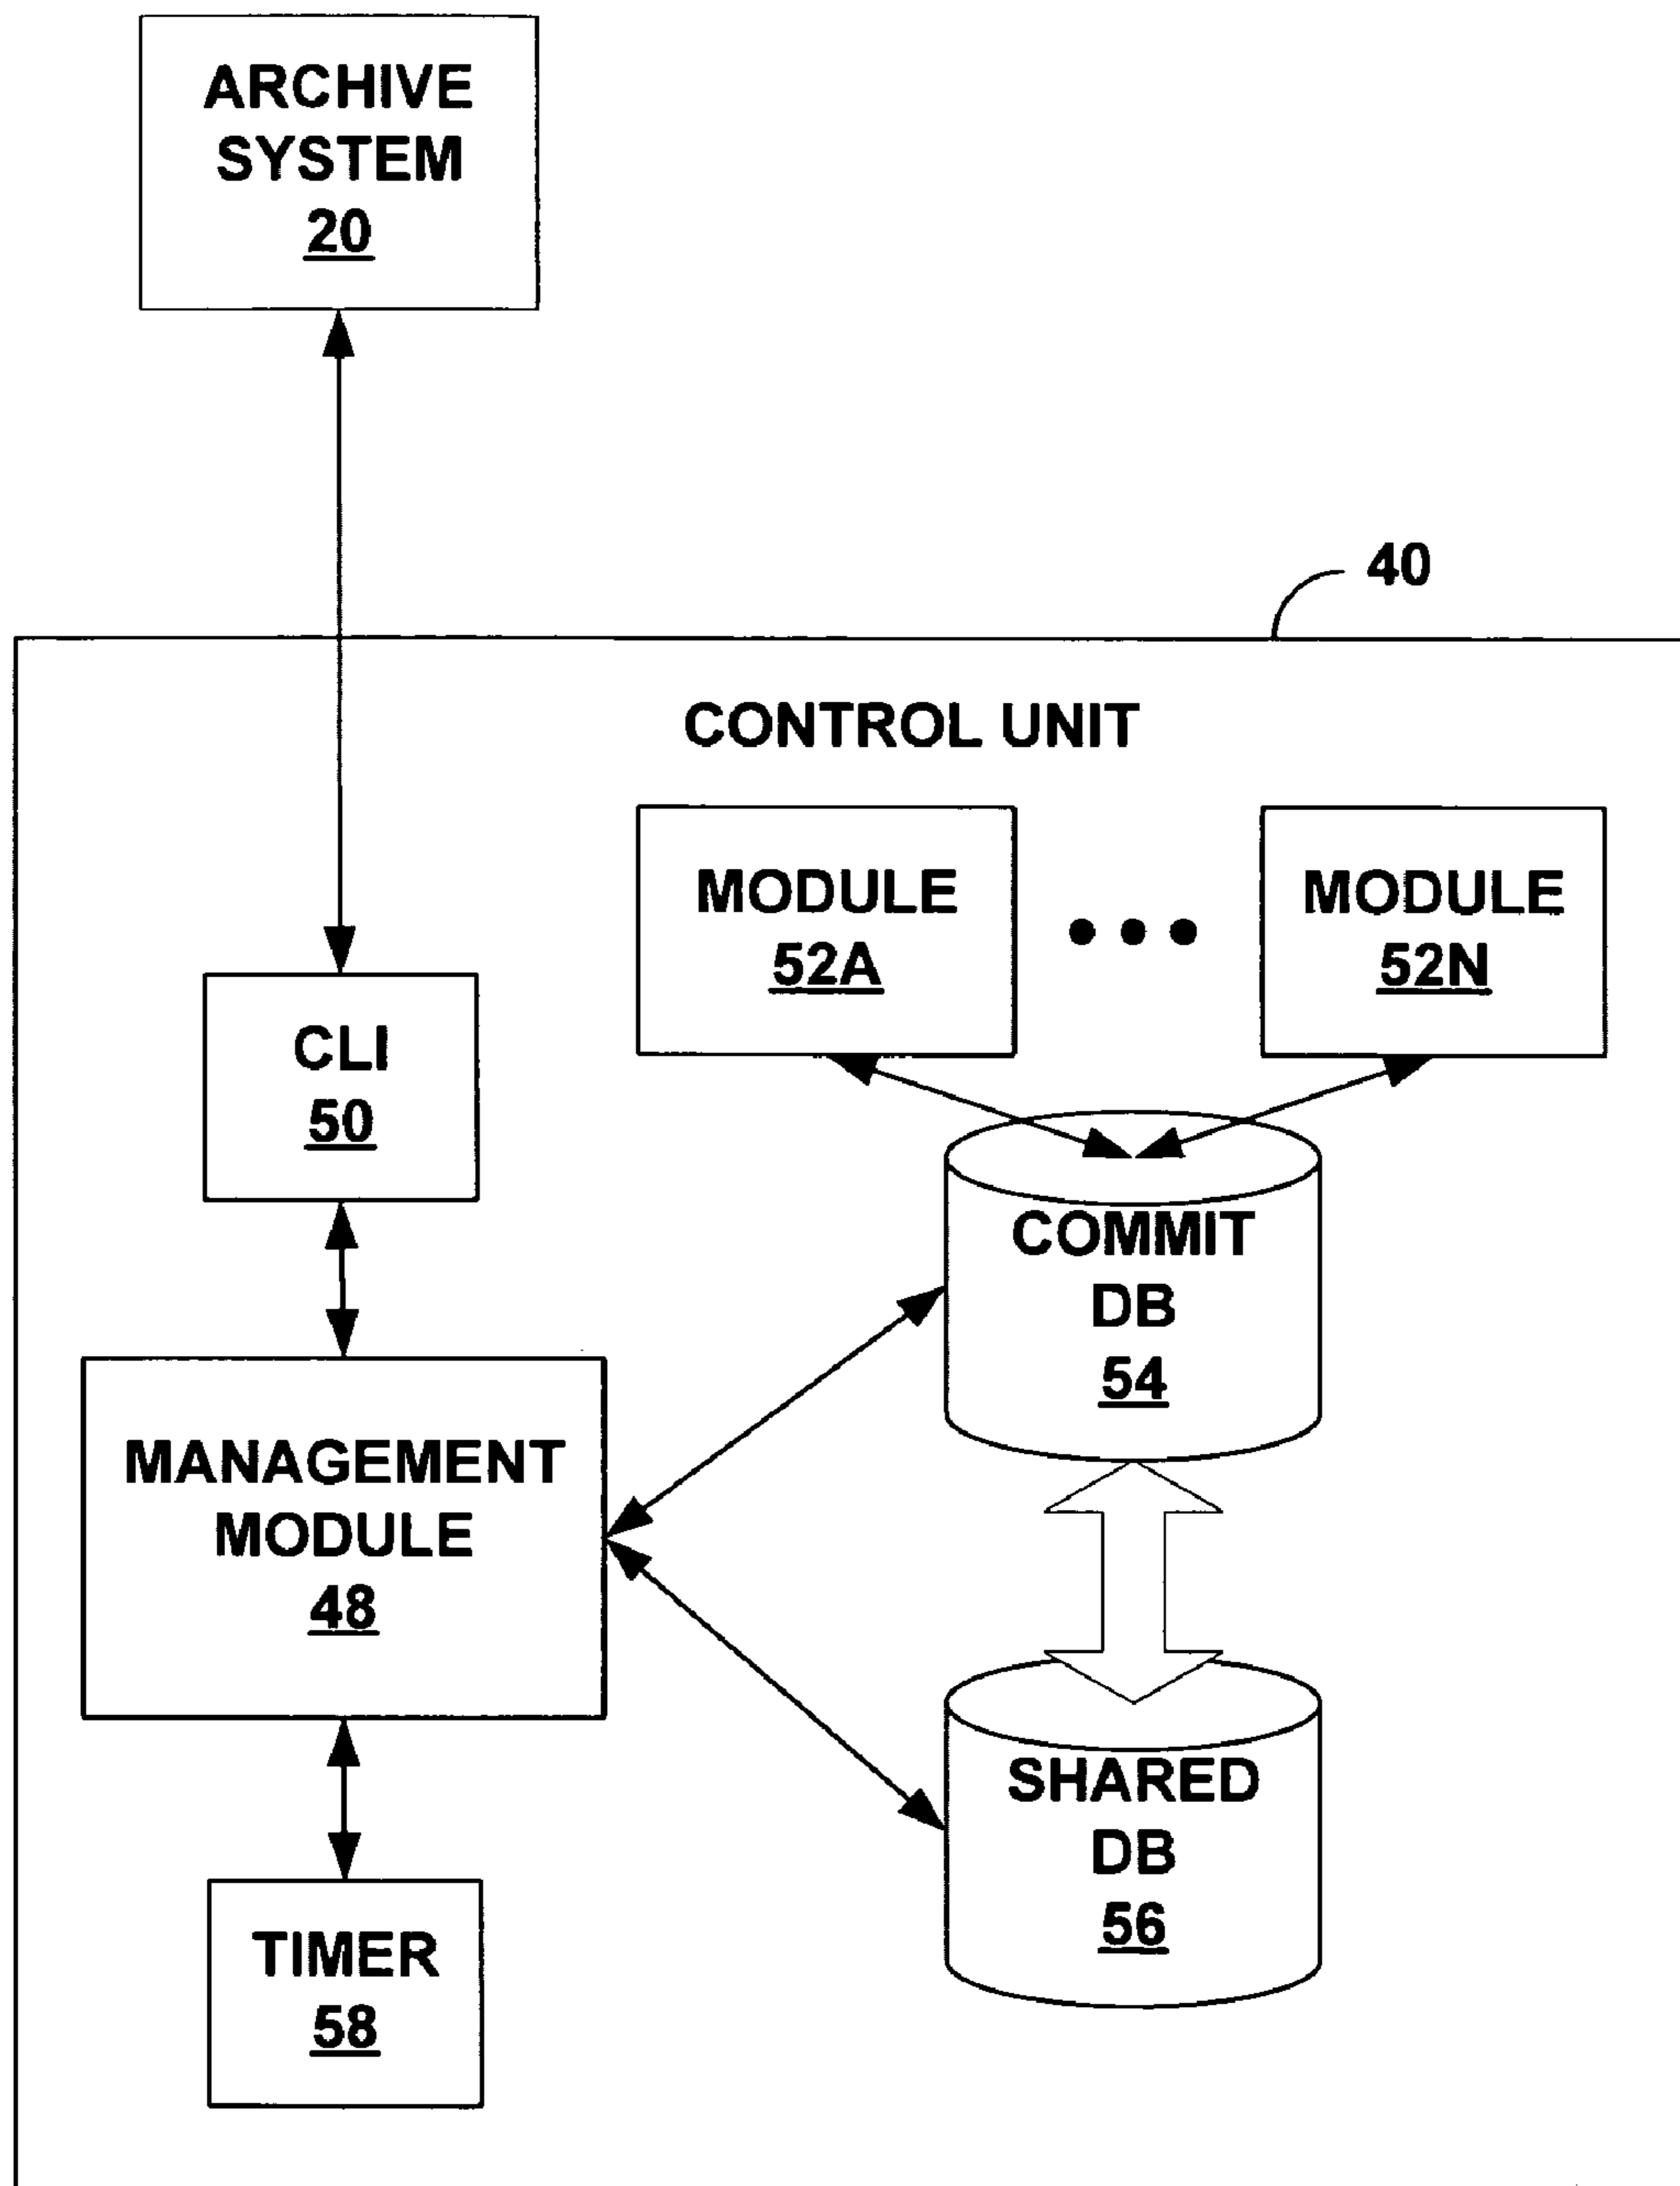 ARCHIVE
SYSTEM
20
40
CONTROL UNIT
MODULE
52A
MODULE
52N
CLI
50
COMMIT
DB
54
MANAGEMENT
MODULE
48
SHARED
DB
56
TIMER
58